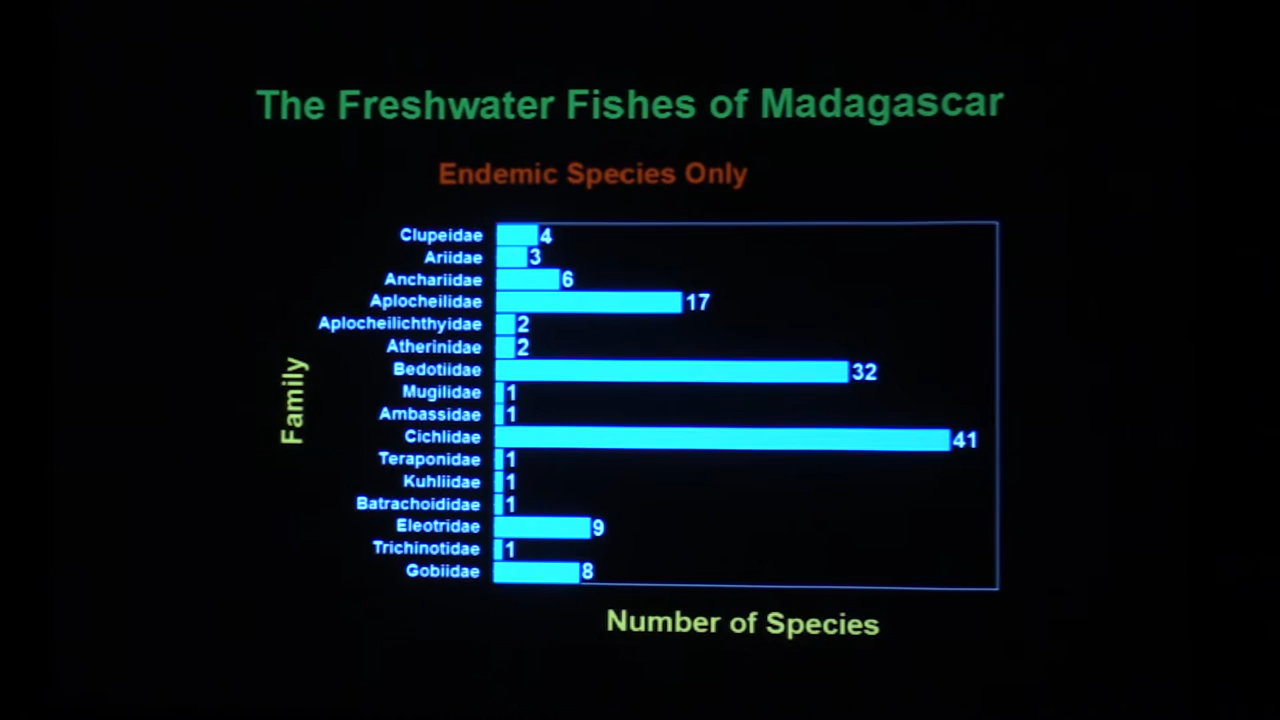 The Freshwater Fishes of Madagascar
Endemic Species Only
Clupeidae 4
Ariidae 3
Anchariidae 6
Aplocheilidae 17
Aplocheilichthyidae 2
Atherinidae 2
Bedotiidae 32
Mugilidae 1
Ambassidae 1
Cichlidae 41
Teraponidae 1
Kuhliidae 1
Batrachoididae 1
Eleotridae 9
Trichinotidae 1
Gobiidae 8
Family
Number of Species